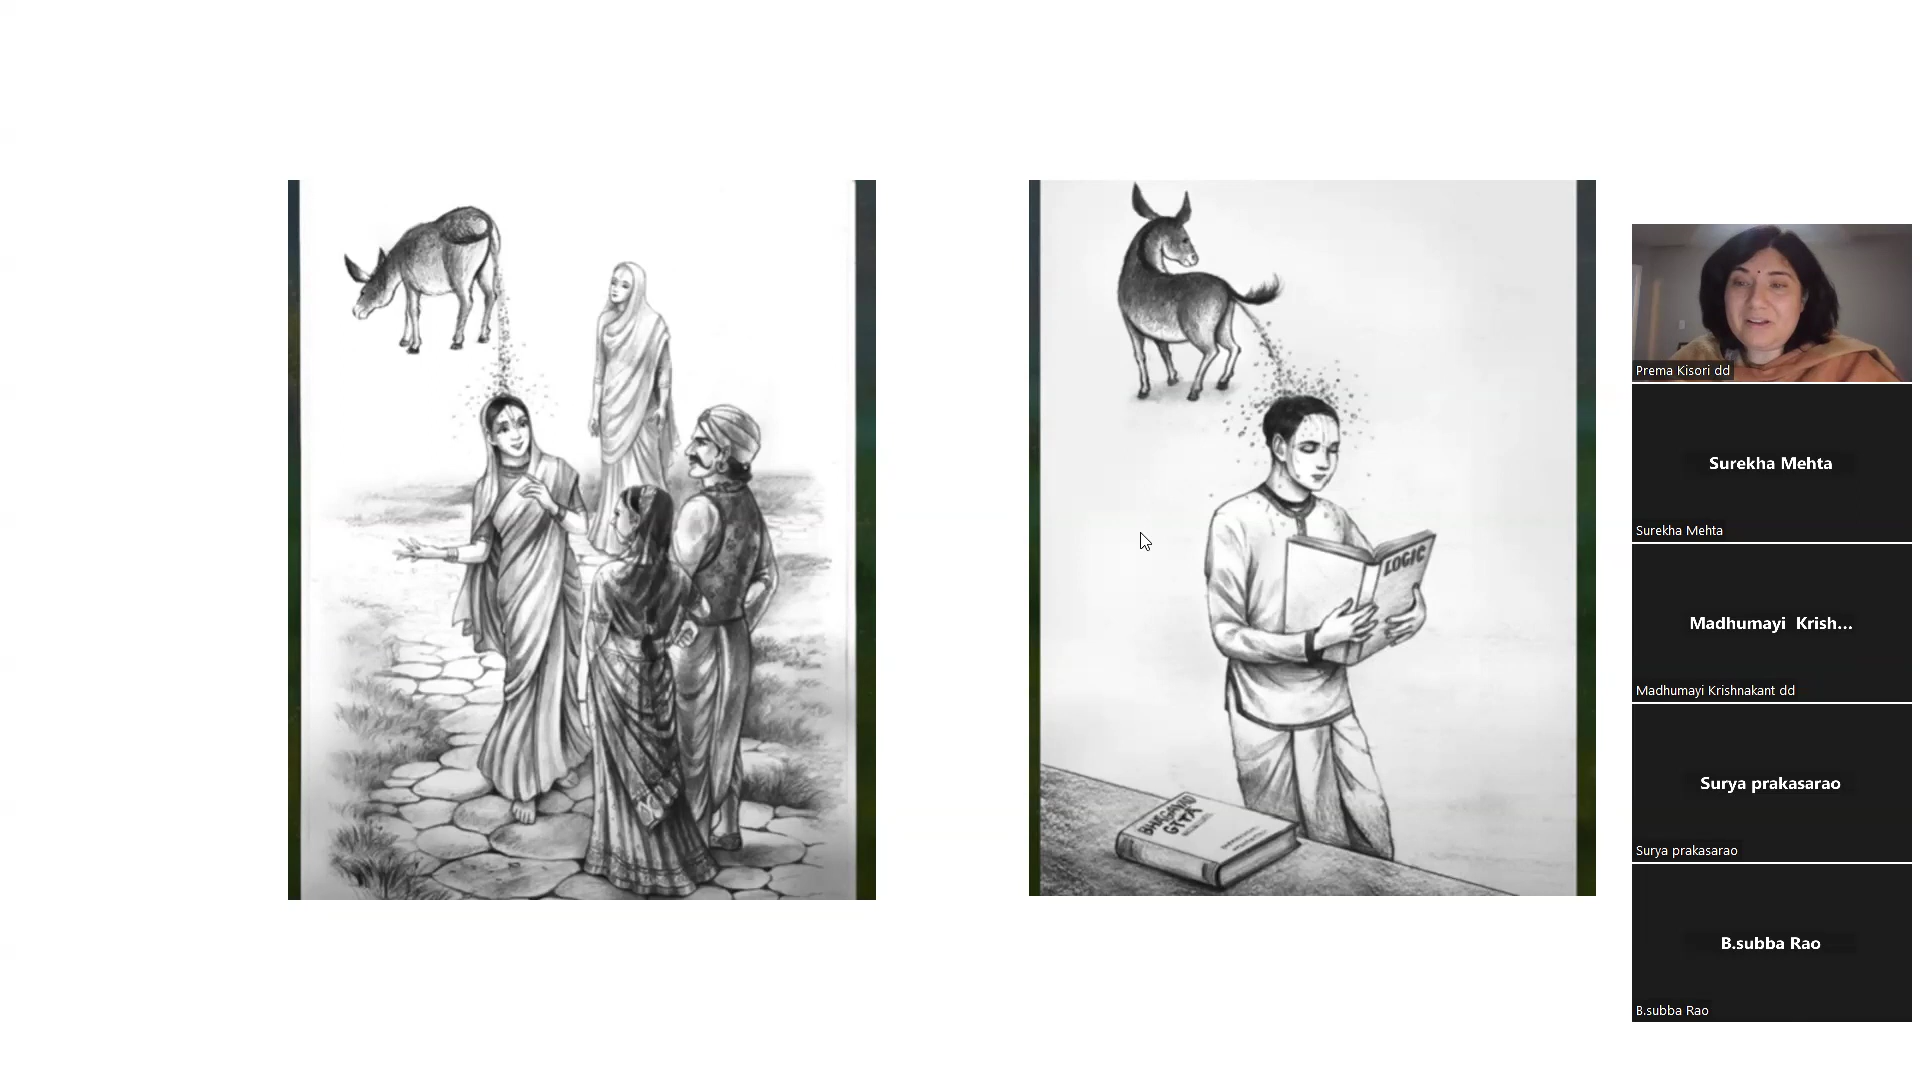 LOGIC
BHAGAVAD
GITA
Prema Kisori dd
Surekha Mehta
Surekha Mehta
Madhumayi Krish...
Madhumayi Krishnakant dd
Surya prakasarao
Surya prakasarao
B.subba Rao
B.subba Rao